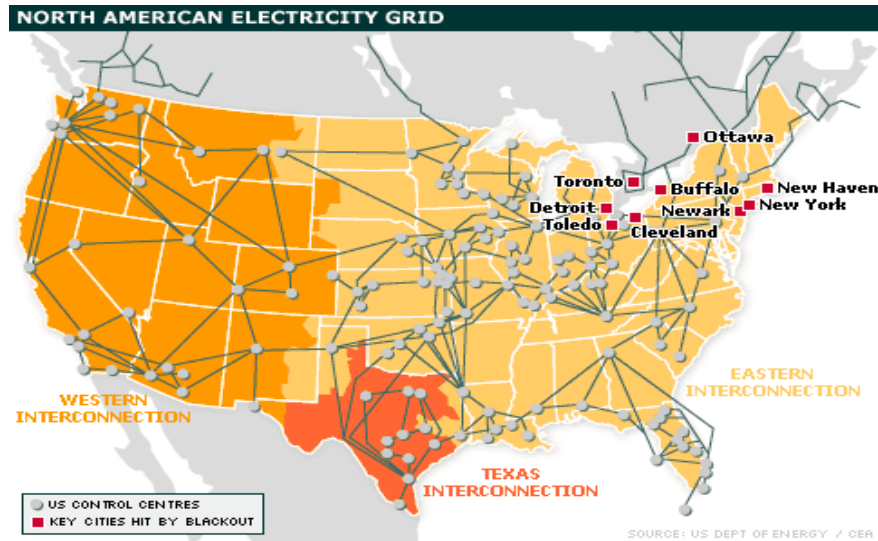 NORTH AMERICAN ELECTRICITY GRID
Ottawa
Toronto
Buffalo
New Haven
Detroit
Newark
New York
Toledo
Cleveland
WESTERN
INTERCONNECTION
EASTERN
INTERCONNECTION
TEXAS
INTERCONNECTION
US CONTROL CENTRES
KEY CITIES HIT BY BLACKOUT
SOURCE: US DEPT OF ENERGY / CEA